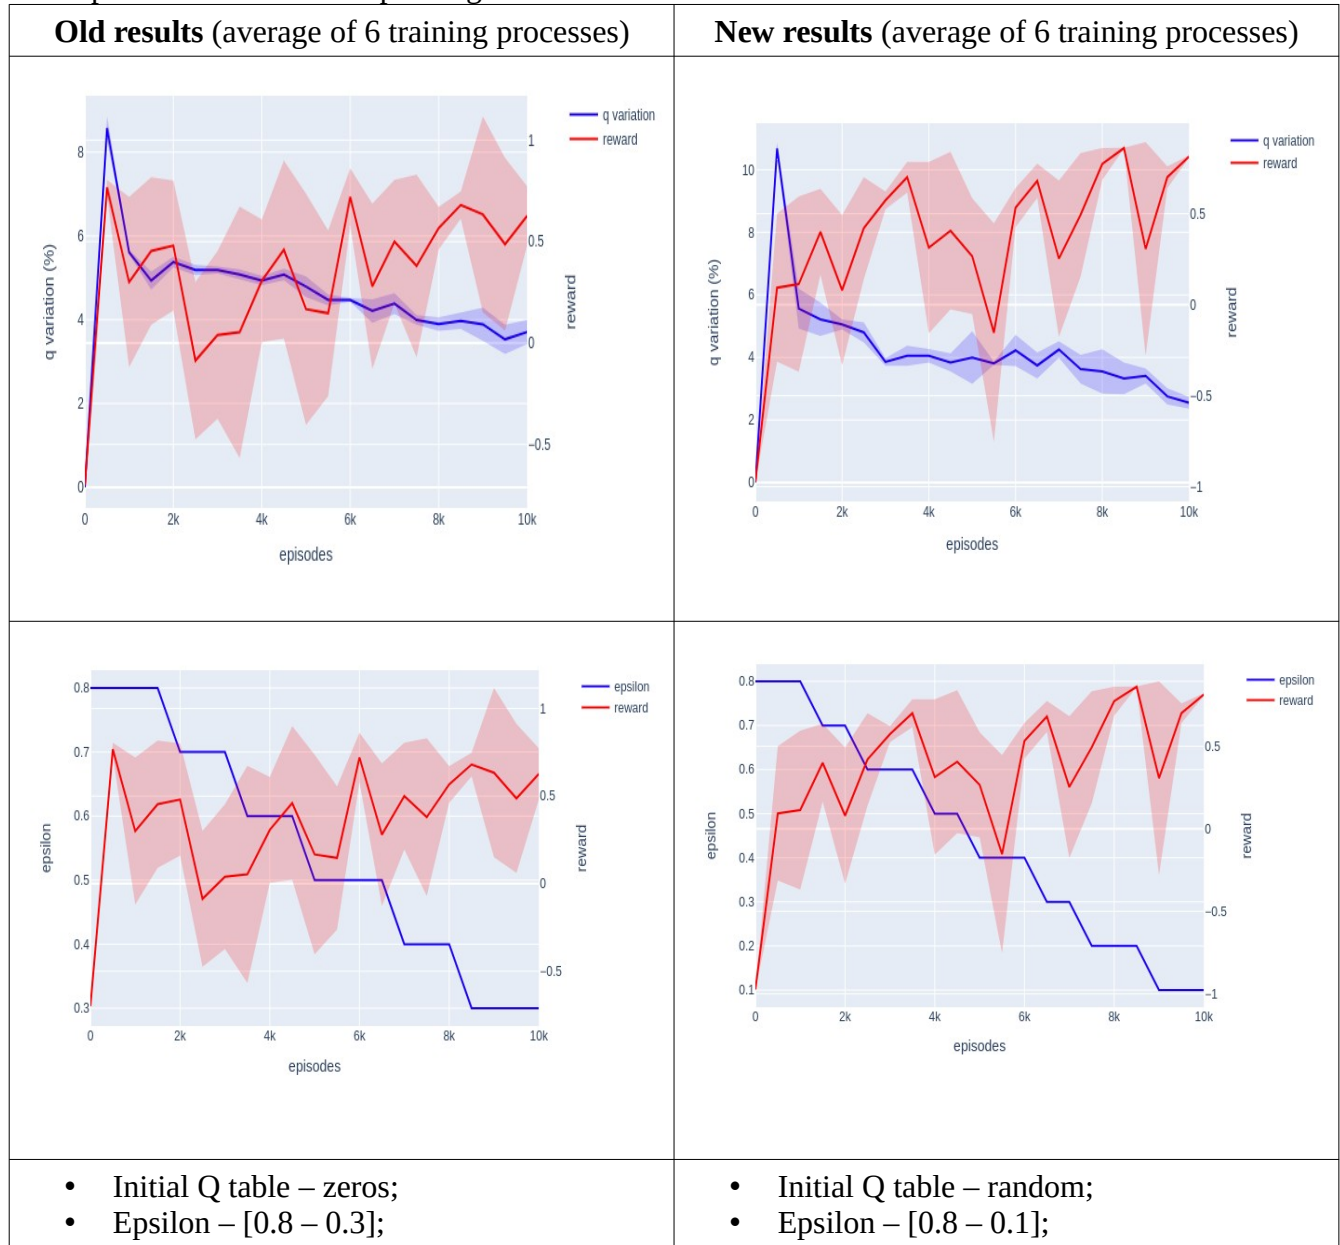 Old results (average of 6 training processes)
New results (average of 6 training processes)
q variation
reward
8
6
4
2
0
1
0.5
0
−0.5
q variation (%)
reward
0 2k 4k 6k 8k 10k
episodes
q variation
reward
10
8
6
4
2
0
0.5
0
−0.5
−1
q variation (%)
reward
0 2k 4k 6k 8k 10k
episodes
epsilon
reward
0.8
0.7
0.6
0.5
0.4
0.3
1
0.5
0
−0.5
epsilon
reward
0 2k 4k 6k 8k 10k
episodes
epsilon
reward
0.8
0.7
0.6
0.5
0.4
0.3
0.2
0.1
0.5
0
−0.5
−1
epsilon
reward
0 2k 4k 6k 8k 10k
episodes
• Initial Q table – zeros;
• Epsilon – [0.8 – 0.3];
• Initial Q table – random;
• Epsilon – [0.8 – 0.1];